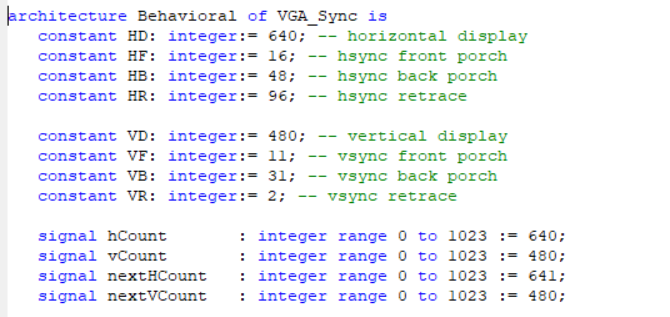 architecture Behavioral of VGA_Sync is
constant HD: integer:= 640; -- horizontal display
constant HF: integer:= 16; -- hsync front porch
constant HB: integer:= 48; -- hsync back porch
constant HR: integer:= 96; -- hsync retrace
constant VD: integer:= 480; -- vertical display
constant VF: integer:= 11; -- vsync front porch
constant VB: integer:= 31; -- vsync back porch
constant VR: integer:= 2; -- vsync retrace
signal hCount : integer range 0 to 1023 := 640;
signal vCount : integer range 0 to 1023 := 480;
signal nextHCount : integer range 0 to 1023 := 641;
signal nextVCount : integer range 0 to 1023 := 480;